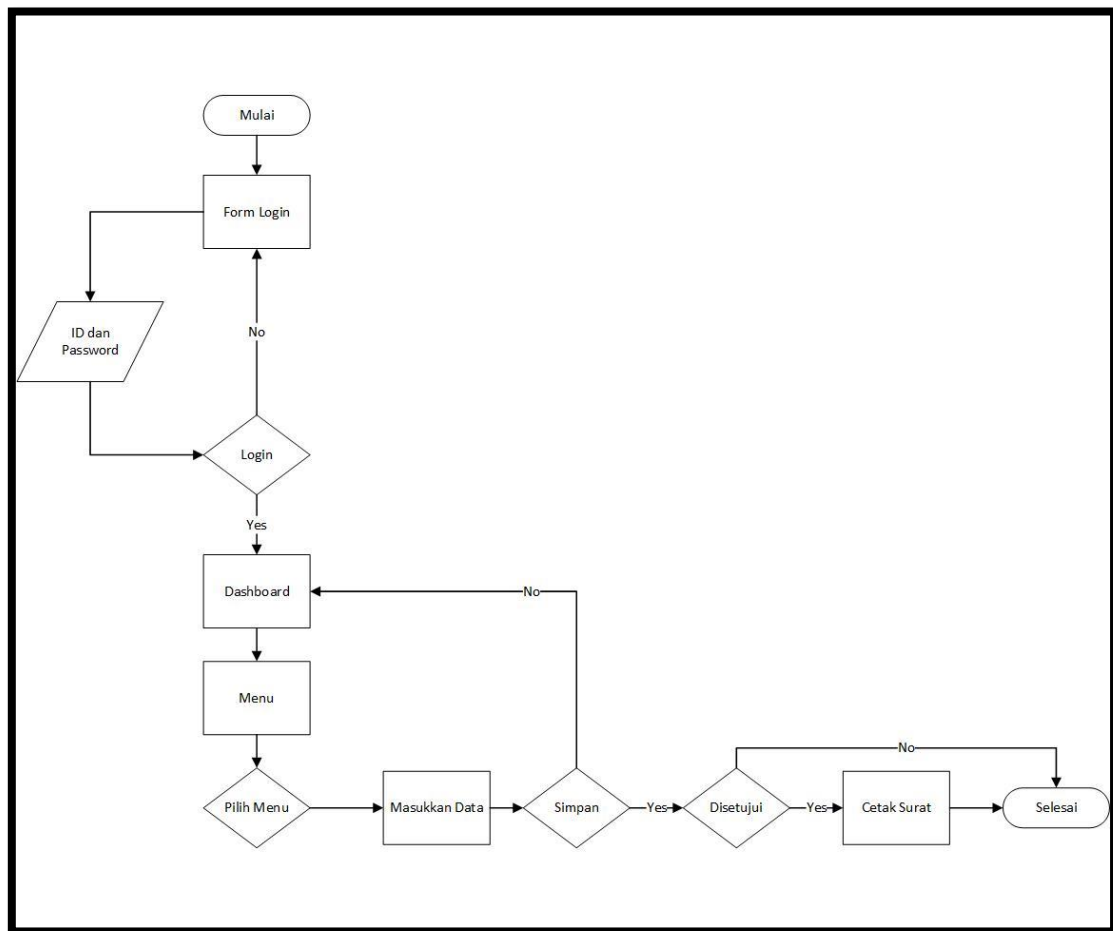 Mulai
Form Login
ID dan
Password
No
Login
Yes
Dashboard
No
Menu
Pilih Menu
Masukkan Data
Simpan
Yes
Disetujui
No
Yes
Cetak Surat
Selesai